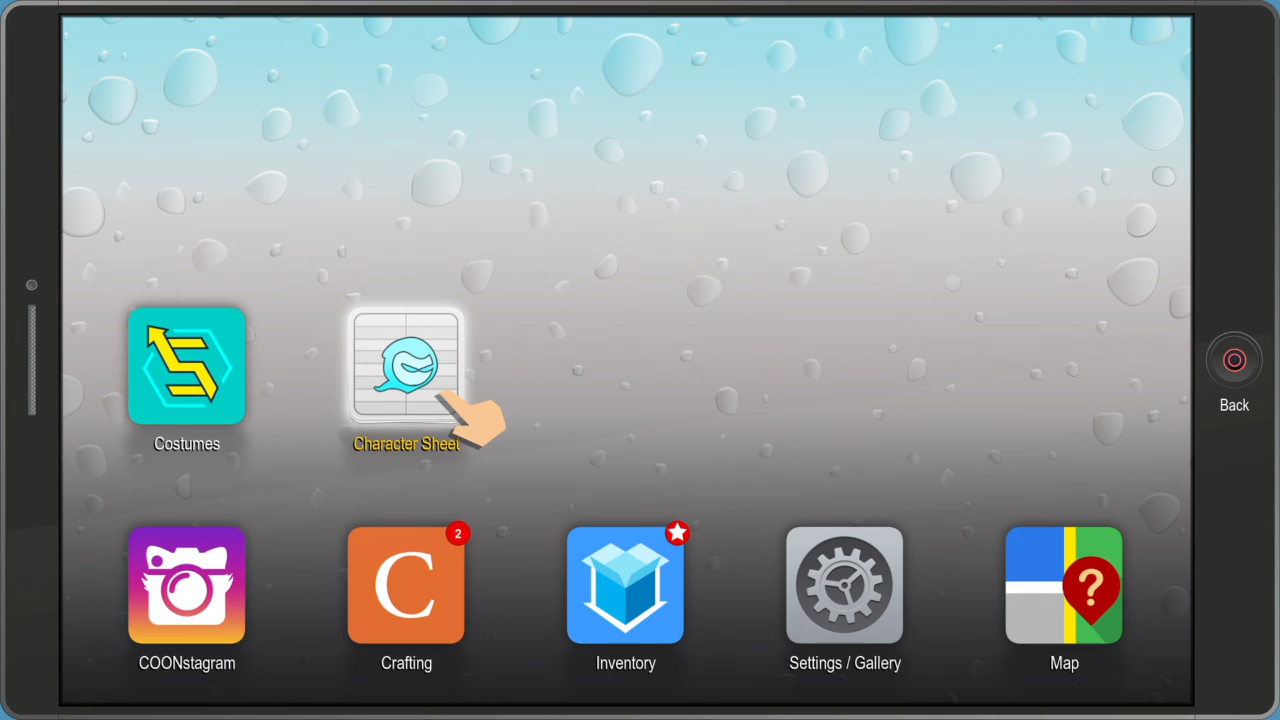 Back
Costumes
Character Sheet
2
C
?
COONstagram
Crafting
Inventory
Settings / Gallery
Map